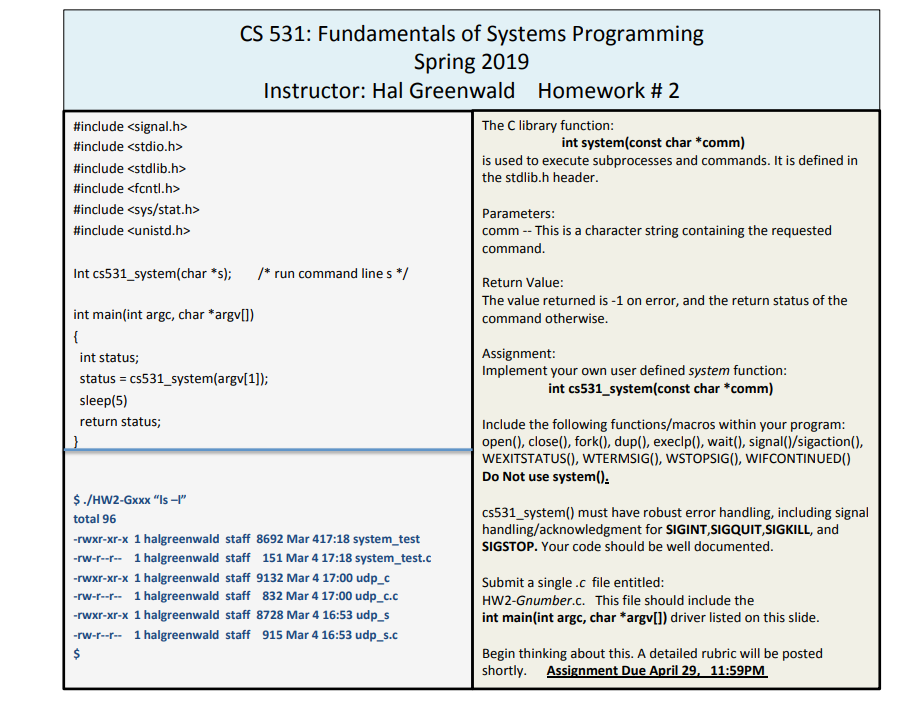 CS 531: Fundamentals of Systems Programming
Spring 2019
Instructor: Hal Greenwald Homework # 2
#include <signal.h>
#include <stdio.h>
#include <stdlib.h>
#include <fcntl.h>
#include <sys/stat.h>
#include <unistd.h>
Int cs531_system(char *s); /* run command line s */
int main(int argc, char *argv[])
{
int status;
status = cs531_system(argv[1]);
sleep(5)
return status;
}
$ ./HW2-Gxxx “ls –l”
total 96
-rwxr-xr-x 1 halgreenwald staff 8692 Mar 417:18 system_test
-rw-r--r-- 1 halgreenwald staff 151 Mar 4 17:18 system_test.c
-rwxr-xr-x 1 halgreenwald staff 9132 Mar 4 17:00 udp_c
-rw-r--r-- 1 halgreenwald staff 832 Mar 4 17:00 udp_c.c
-rwxr-xr-x 1 halgreenwald staff 8728 Mar 4 16:53 udp_s
-rw-r--r-- 1 halgreenwald staff 915 Mar 4 16:53 udp_s.c
$
The C library function:
int system(const char *comm)
is used to execute subprocesses and commands. It is defined in
the stdlib.h header.
Parameters:
comm -- This is a character string containing the requested
command.
Return Value:
The value returned is -1 on error, and the return status of the
command otherwise.
Assignment:
Implement your own user defined system function:
int cs531_system(const char *comm)
Include the following functions/macros within your program:
open(), close(), fork(), dup(), execlp(), wait(), signal()/sigaction(),
WEXITSTATUS(), WTERMSIG(), WSTOPSIG(), WIFCONTINUED()
Do Not use system().
cs531_system() must have robust error handling, including signal
handling/acknowledgment for SIGINT,SIGQUIT,SIGKILL, and
SIGSTOP. Your code should be well documented.
Submit a single .c file entitled:
HW2-Gnumber.c. This file should include the
int main(int argc, char *argv[]) driver listed on this slide.
Begin thinking about this. A detailed rubric will be posted
shortly. Assignment Due April 29, 11:59PM